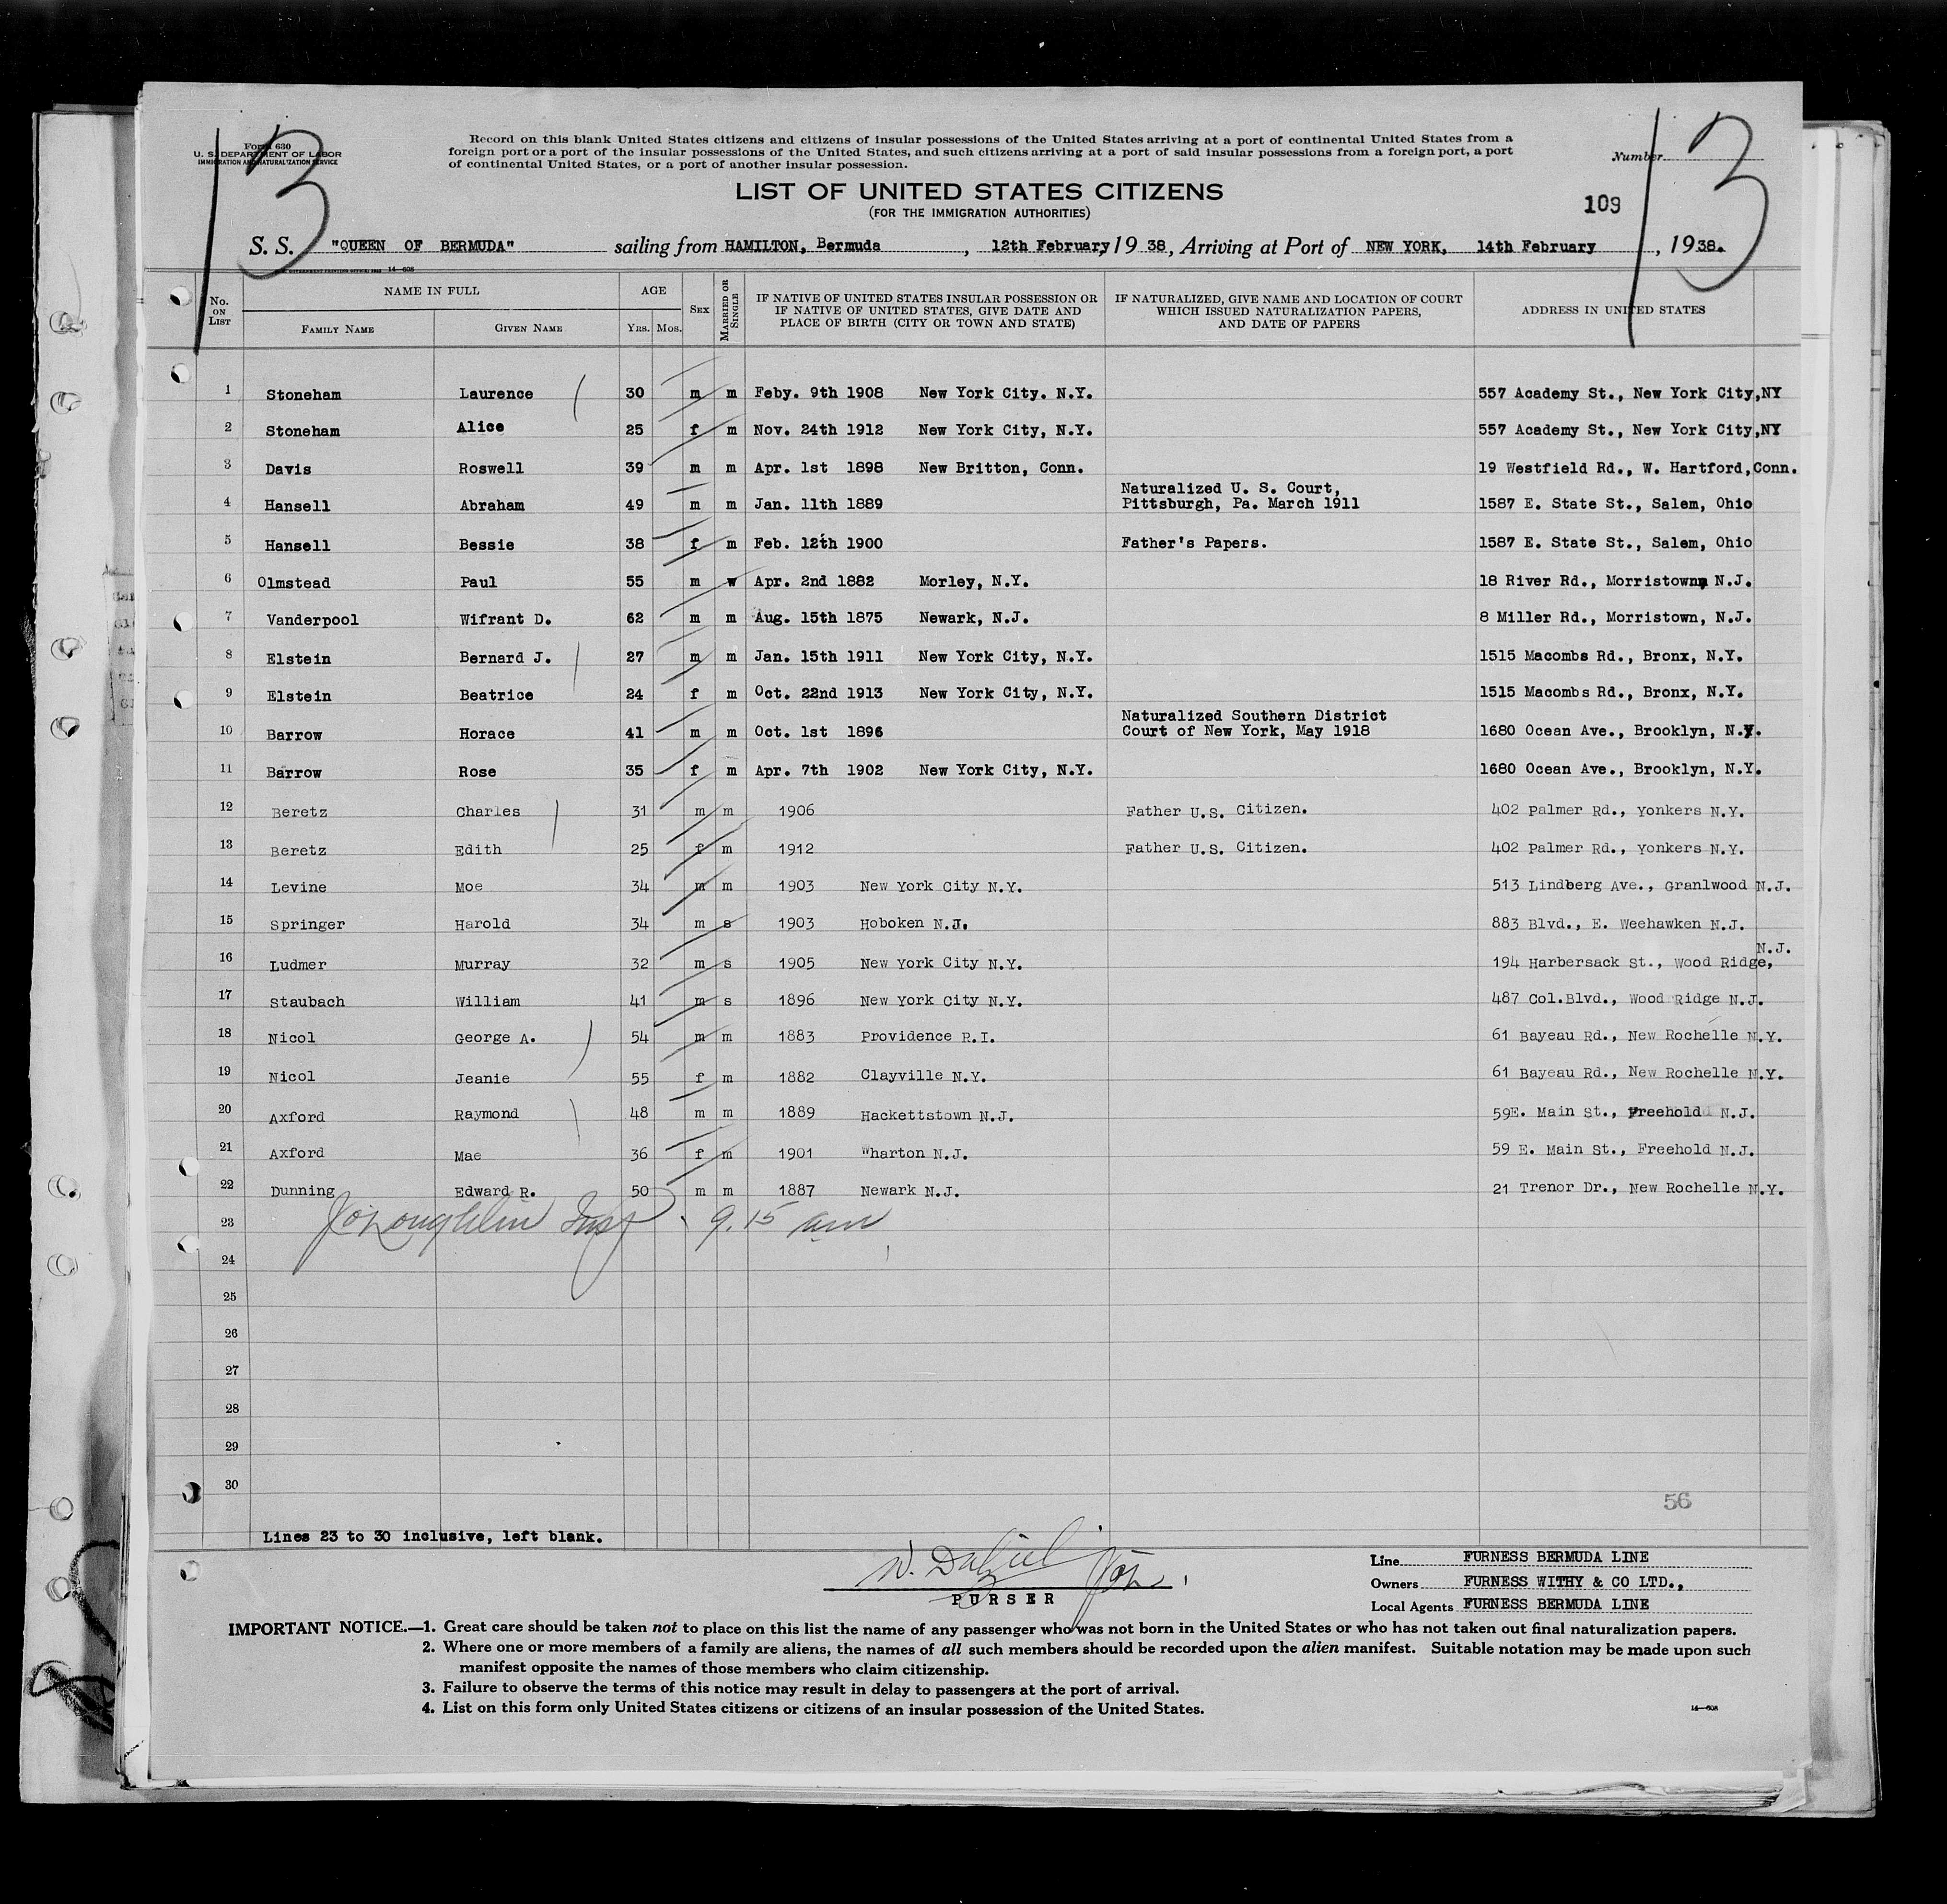 13
Form 630
U. S. DEPARTMENT OF LABOR
IMMIGRATION AND NATURALIZATION SERVICE
Record on this blank United States citizens and citizens of insular possessions of the United States arriving at a port of continental United States from a
foreign port or a port of the insular possessions of the United States, and such citizens arriving at a port of said insular possessions from a foreign port, a port
of continental United States, or a port of another insular possession.
Number 13
LIST OF UNITED STATES CITIZENS
(FOR THE IMMIGRATION AUTHORITIES)
109
S. S. "QUEEN OF BERMUDA" sailing from HAMILTON, Bermuda, 12th February, 19 38, Arriving at Port of NEW YORK, 14th February, 1938.
No. ON LIST NAME IN FULL AGE SEX MARRIED OR SINGLE IF NATIVE OF UNITED STATES INSULAR POSSESSION OR IF NATIVE OF UNITED STATES, GIVE DATE AND PLACE OF BIRTH (CITY OR TOWN AND STATE) IF NATURALIZED, GIVE NAME AND LOCATION OF COURT WHICH ISSUED NATURALIZATION PAPERS, AND DATE OF PAPERS ADDRESS IN UNITED STATES
FAMILY NAME GIVEN NAME YRS. MOS.
1 Stoneham Laurence 30 m m Feby. 9th 1908 New York City. N.Y. 557 Academy St., New York City,NY
2 Stoneham Alice 25 f m Nov. 24th 1912 New York City, N.Y. 557 Academy St., New York City,NY
3 Davis Roswell 39 m m Apr. 1st 1898 New Britton, Conn. 19 Westfield Rd., W. Hartford,Conn.
4 Hansell Abraham 49 m m Jan. 11th 1889 Naturalized U. S. Court, Pittsburgh, Pa. March 1911 1587 E. State St., Salem, Ohio
5 Hansell Bessie 38 f m Feb. 12th 1900 Father's Papers. 1587 E. State St., Salem, Ohio
6 Olmstead Paul 55 m w Apr. 2nd 1882 Morley, N.Y. 18 River Rd., Morristown, N.J.
7 Vanderpool Wifrant D. 62 m m Aug. 15th 1875 Newark, N.J. 8 Miller Rd., Morristown, N.J.
8 Elstein Bernard J. 27 m m Jan. 15th 1911 New York City, N.Y. 1515 Macombs Rd., Bronx, N.Y.
9 Elstein Beatrice 24 f m Oct. 22nd 1913 New York City, N.Y. 1515 Macombs Rd., Bronx, N.Y.
10 Barrow Horace 41 m m Oct. 1st 1896 Naturalized Southern District Court of New York, May 1918 1680 Ocean Ave., Brooklyn, N.Y.
11 Barrow Rose 35 f m Apr. 7th 1902 New York City, N.Y. 1680 Ocean Ave., Brooklyn, N.Y.
12 Beretz Charles 31 m m 1906 Father U.S. Citizen. 402 Palmer Rd., Yonkers N.Y.
13 Beretz Edith 25 f m 1912 Father U.S. Citizen. 402 Palmer Rd., Yonkers N.Y.
14 Levine Moe 34 m m 1903 New York City N.Y. 513 Lindberg Ave., Granlwood N.J.
15 Springer Harold 34 m s 1903 Hoboken N.J. 883 Blvd., E. Weehawken N.J.
16 Ludmer Murray 32 m s 1905 New York City N.Y. 194 Harbersack St., Wood Ridge, N.J.
17 Staubach William 41 m s 1896 New York City N.Y. 487 Col.Blvd., Wood Ridge N.J.
18 Nicol George A. 54 m m 1883 Providence R.I. 61 Bayeau Rd., New Rochelle N.Y.
19 Nicol Jeanie 55 f m 1882 Clayville N.Y. 61 Bayeau Rd., New Rochelle N.Y.
20 Axford Raymond 48 m m 1889 Hackettstown N.J. 59E. Main St., Freehold N.J.
21 Axford Mae 36 f m 1901 Wharton N.J. 59 E. Main St., Freehold N.J.
22 Dunning Edward R. 50 m m 1887 Newark N.J. 21 Trenor Dr., New Rochelle N.Y.
23 9.15 am
24
25
26
27
28
29
30
56
Lines 23 to 30 inclusive, left blank.
PURSER
Line FURNESS BERMUDA LINE
Owners FURNESS WITHY & CO LTD.,
Local Agents FURNESS BERMUDA LINE
IMPORTANT NOTICE.—1. Great care should be taken not to place on this list the name of any passenger who was not born in the United States or who has not taken out final naturalization papers.
2. Where one or more members of a family are aliens, the names of all such members should be recorded upon the alien manifest. Suitable notation may be made upon such
manifest opposite the names of those members who claim citizenship.
3. Failure to observe the terms of this notice may result in delay to passengers at the port of arrival.
4. List on this form only United States citizens or citizens of an insular possession of the United States.